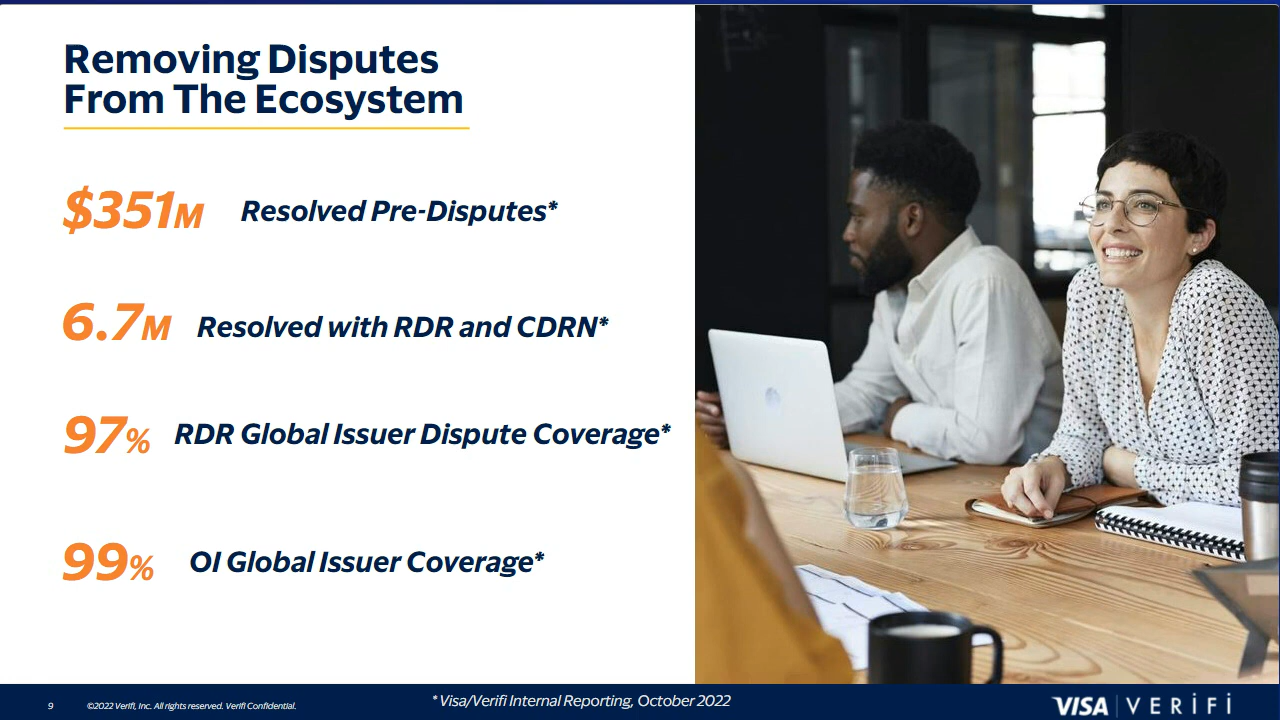 Removing Disputes
From The Ecosystem
$351M Resolved Pre-Disputes*
6.7M Resolved with RDR and CDRN*
97% RDR Global Issuer Dispute Coverage*
99% OI Global Issuer Coverage*
9 ©2022 Verifi, Inc. All rights reserved. Verifi Confidential. * Visa/Verifi Internal Reporting, October 2022 VISA | VERIFI